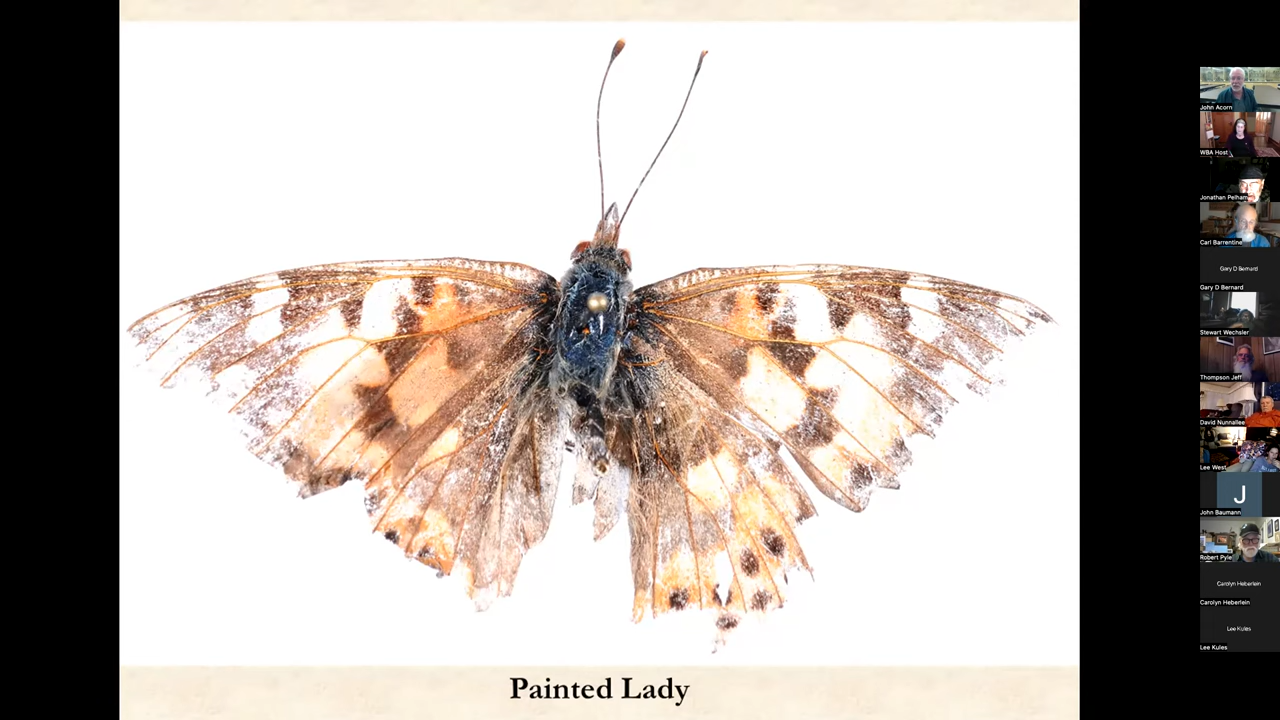 Painted Lady
John Acorn
WBA Host
Jonathan Pelham
Carl Barrentine
Gary D Bernard
Gary D Bernard
Stewart Wechsler
Thompson Jeff
David Nunnallee
Lee West
J
John Baumann
Robert Pyle
Carolyn Heberlein
Carolyn Heberlein
Lee Kules
Lee Kules